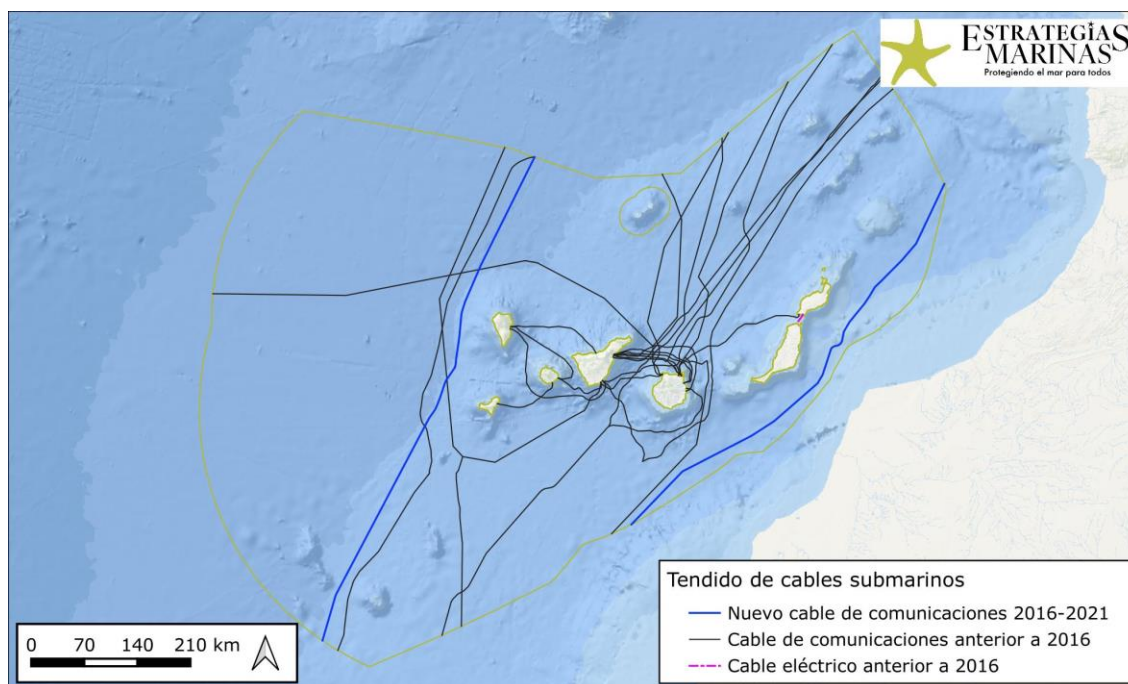 ESTRATEGIAS
MARINAS
Protegiendo el mar para todos
Tendido de cables submarinos
Nuevo cable de comunicaciones 2016-2021
Cable de comunicaciones anterior a 2016
Cable eléctrico anterior a 2016
0 70 140 210 km